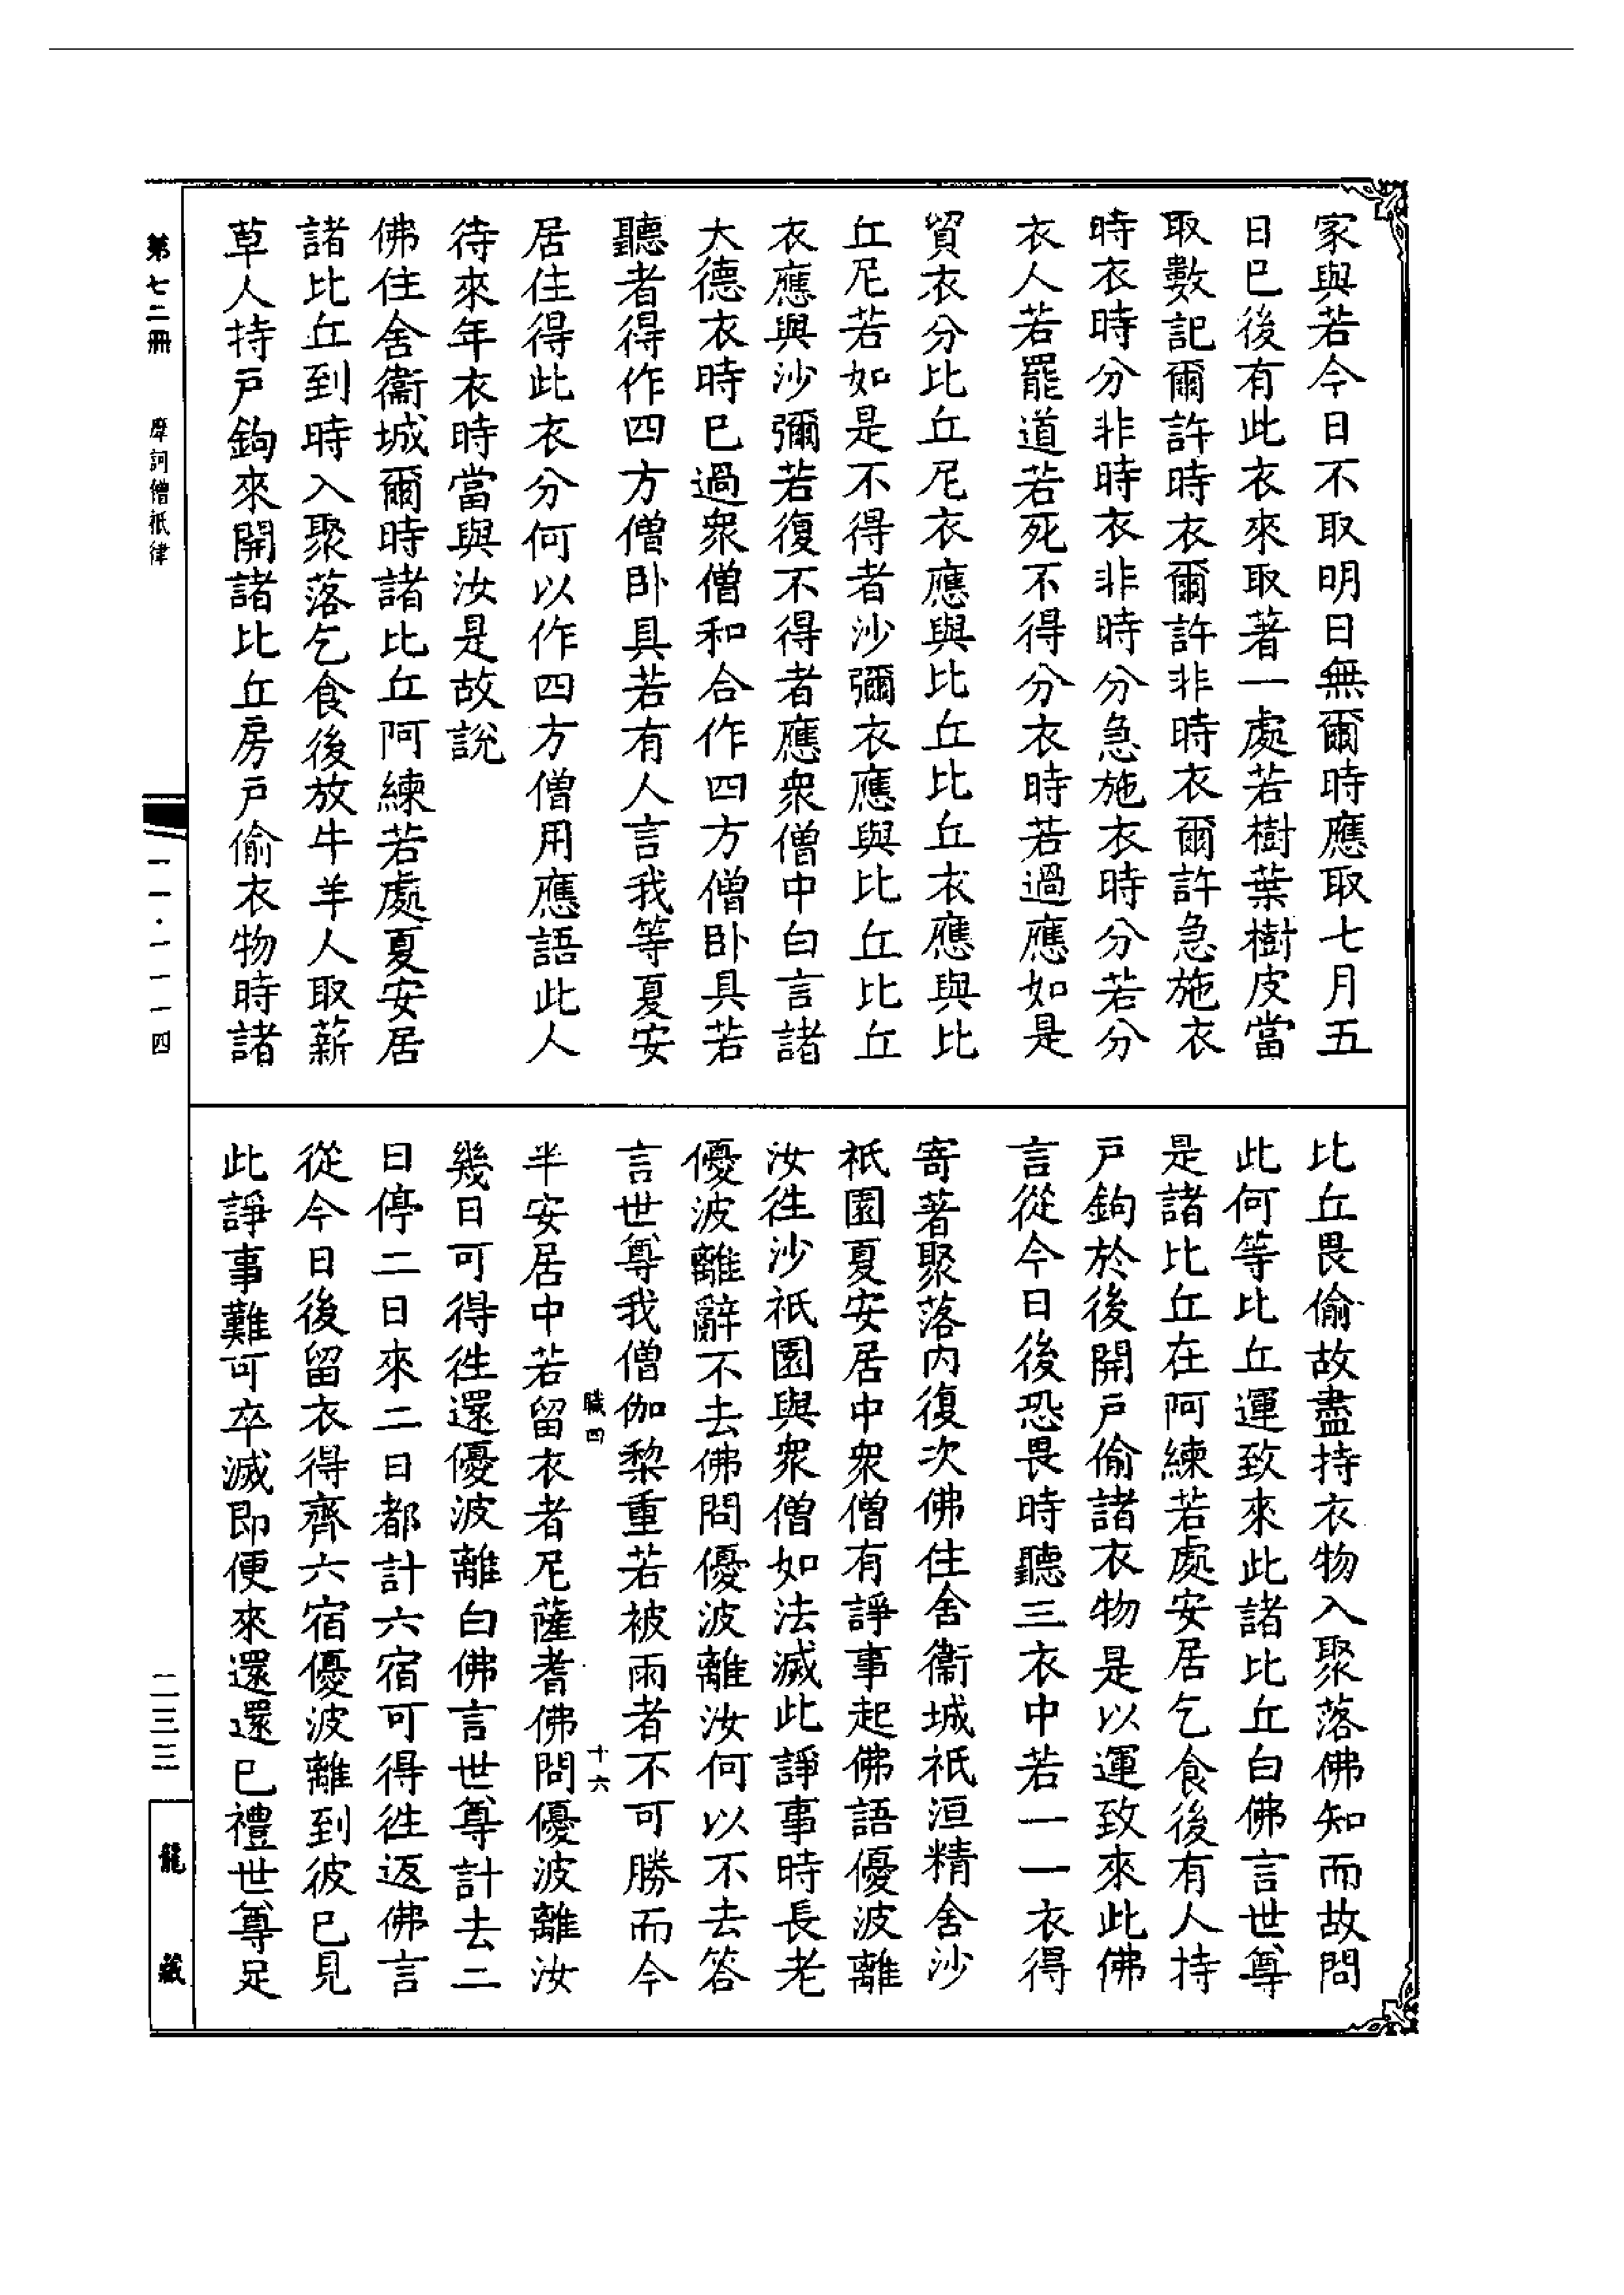 家與若今日不取明日無爾時應取七月五
日巳後有此衣來取著一處若樹葉樹皮當
取數記爾許時衣爾許非時衣爾許急施衣
時衣時分非時衣非時分急施衣時分若分
衣人若罷道若死不得分衣時若過應如是
貿衣分比丘尼衣應與比丘比丘衣應與比
丘尼若如是不得者沙彌衣應與比丘比丘
衣應與沙彌若復不得者應衆僧中白言諸
大德衣時巳過衆僧和合作四方僧卧具若
聽者得作四方僧卧具若有人言我等夏安
居住得此衣分何以作四方僧用應語此人
待來年衣時當與汝是故說
佛住舍衞城爾時諸比丘阿練若處夏安居
諸比丘到時入聚落乞食後放牛羊人取薪
草人持戶鉤來開諸比丘房戶偷衣物時諸
比丘畏偷故盡持衣物入聚落佛知而故問
此何等比丘運致來此諸比丘白佛言世尊
是諸比丘在阿練若處安居乞食後有人持
戶鉤於後開戶偷諸衣物是以運致來此佛
言從今日後恐畏時聽三衣中若一一衣得
寄著聚落内復次佛住舍衞城祇洹精舍沙
祇園夏安居中衆僧有諍事起佛語優波離
汝徃沙祇園與衆僧如法滅此諍事時長老
優波離辭不去佛問優波離汝何以不去答
言世尊我僧伽黎重若被雨者不可勝而今
職四 十六
半安居中若留衣者尼薩耆佛問優波離汝
幾日可得徃還優波離白佛言世尊計去二
日停二日來二日都計六宿可得徃返佛言
從今日後留衣得齊六宿優波離到彼巳見
此諍事難可卒滅即便來還還巳禮世尊足
第七二冊 摩訶僧祇律 一一·一一一四 二三三 龍藏